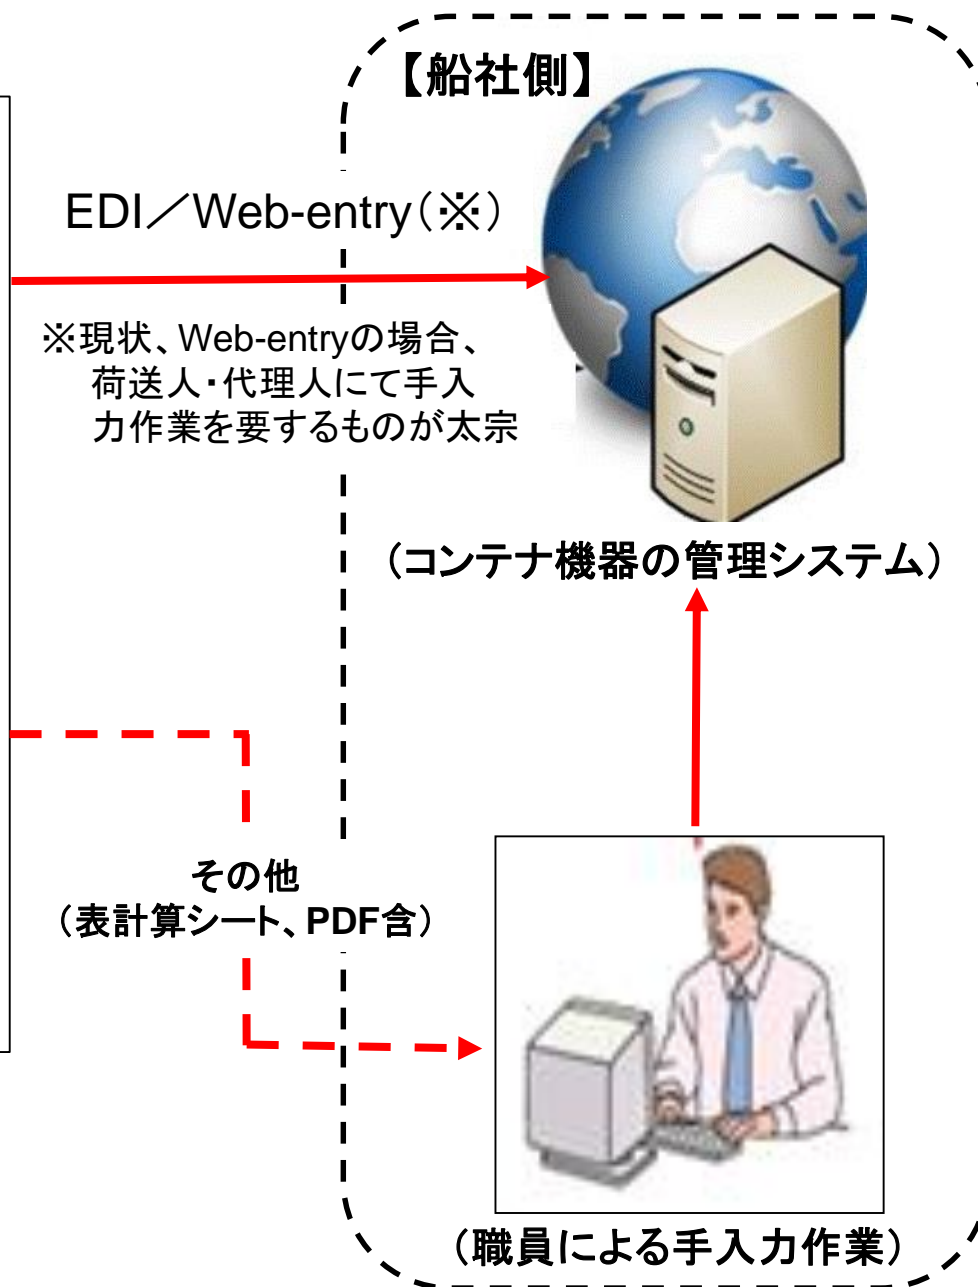 【船社側】
EDI／Web-entry（※）
※現状、Web-entryの場合、
荷送人・代理人にて手入
力作業を要するものが太宗
（コンテナ機器の管理システム）
その他
（表計算シート、PDF含）
（職員による手入力作業）